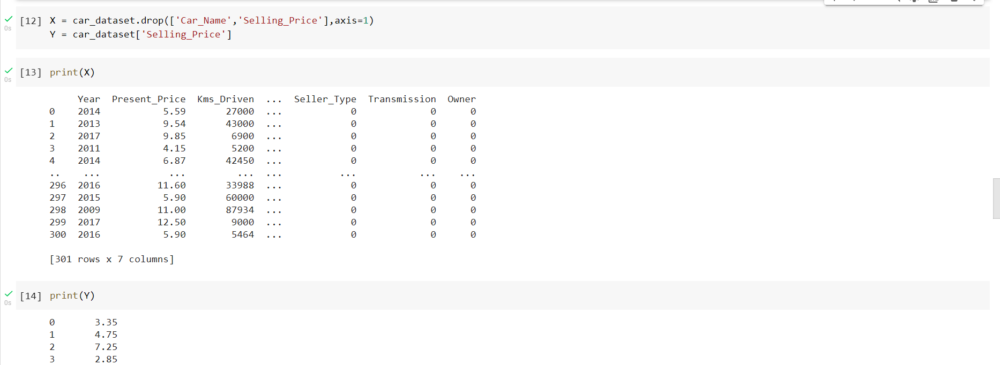 [12] X = car_dataset.drop(['Car_Name','Selling_Price'],axis=1)
Y = car_dataset['Selling_Price']
0s
[13] print(X)
0s
Year Present_Price Kms_Driven ... Seller_Type Transmission Owner
0 2014 5.59 27000 ... 0 0 0
1 2013 9.54 43000 ... 0 0 0
2 2017 9.85 6900 ... 0 0 0
3 2011 4.15 5200 ... 0 0 0
4 2014 6.87 42450 ... 0 0 0
.. ... ... ... ... ... ... ...
296 2016 11.60 33988 ... 0 0 0
297 2015 5.90 60000 ... 0 0 0
298 2009 11.00 87934 ... 0 0 0
299 2017 12.50 9000 ... 0 0 0
300 2016 5.90 5464 ... 0 0 0
[301 rows x 7 columns]
[14] print(Y)
0s
0 3.35
1 4.75
2 7.25
3 2.85